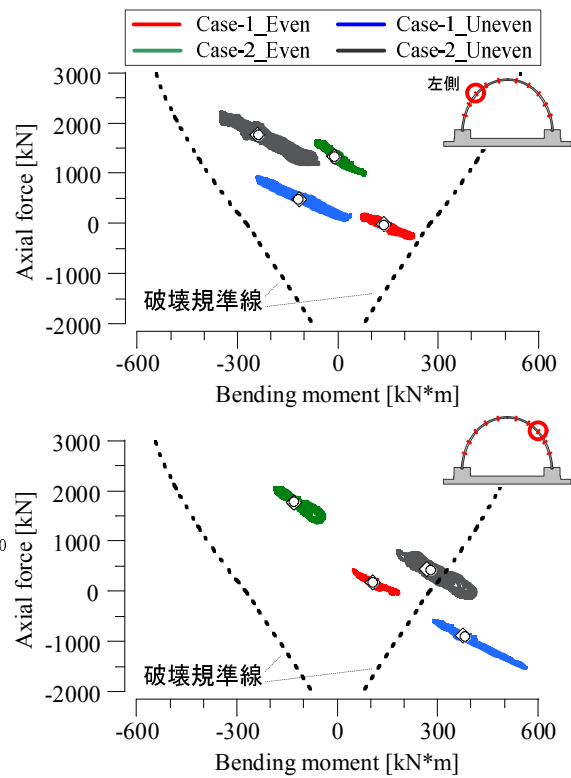 Case-1_Even Case-1_Uneven
Case-2_Even Case-2_Uneven
3000
2000
1000
0
-1000
-2000
Axial force [kN]
左側
破壊規準線
-600 -300 0 300 600
Bending moment [kN*m]
3000
2000
1000
0
-1000
-2000
Axial force [kN]
0
破壊規準線
-600 -300 0 300 600
Bending moment [kN*m]